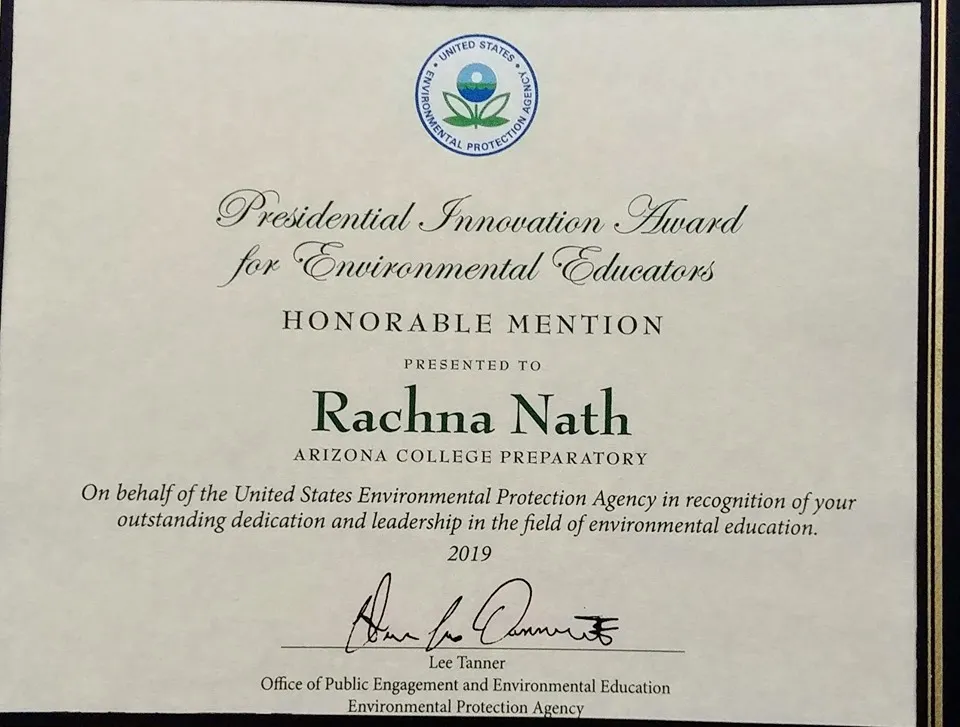 UNITED STATES
ENVIRONMENTAL PROTECTION AGENCY
Presidential Innovation Award
for Environmental Educators
HONORABLE MENTION
PRESENTED TO
Rachna Nath
ARIZONA COLLEGE PREPARATORY
On behalf of the United States Environmental Protection Agency in recognition of your
outstanding dedication and leadership in the field of environmental education.
2019
Lee Tanner
Office of Public Engagement and Environmental Education
Environmental Protection Agency